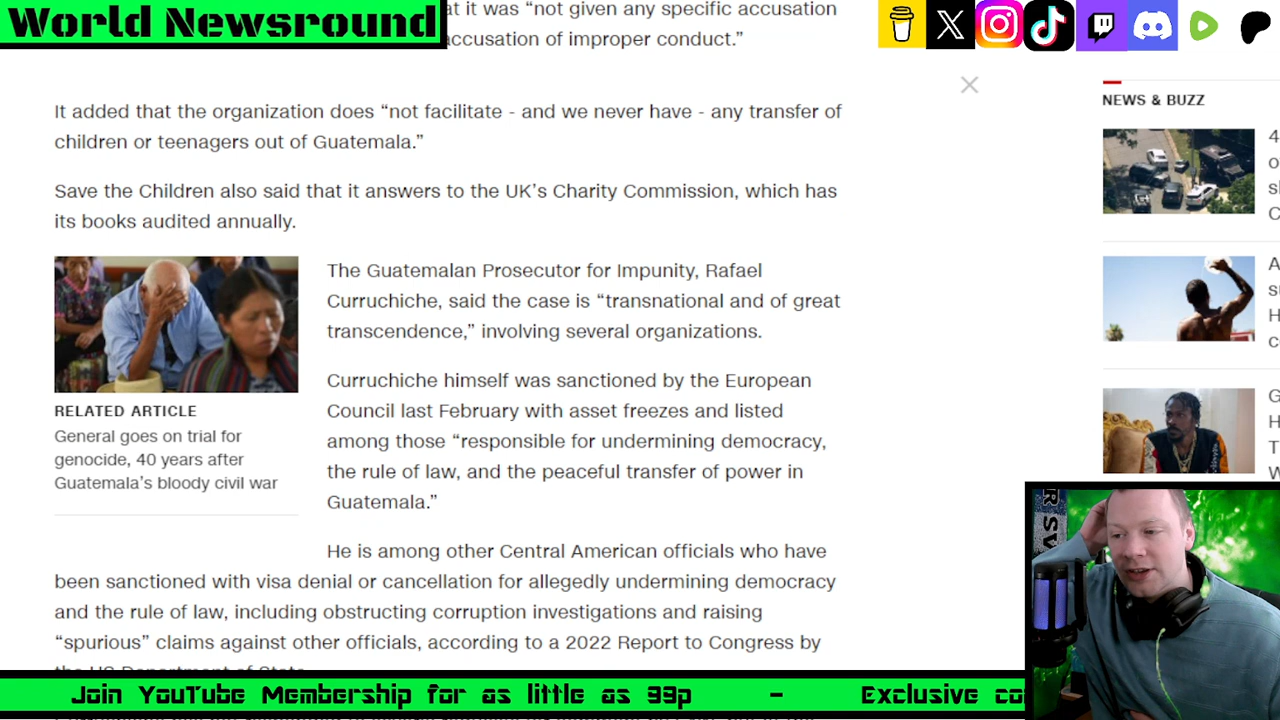 World Newsround
at it was “not given any specific accusation
accusation of improper conduct.”
It added that the organization does “not facilitate - and we never have - any transfer of
children or teenagers out of Guatemala.”
Save the Children also said that it answers to the UK’s Charity Commission, which has
its books audited annually.
The Guatemalan Prosecutor for Impunity, Rafael
Curruchiche, said the case is “transnational and of great
transcendence,” involving several organizations.
Curruchiche himself was sanctioned by the European
Council last February with asset freezes and listed
among those “responsible for undermining democracy,
the rule of law, and the peaceful transfer of power in
Guatemala.”
RELATED ARTICLE
General goes on trial for
genocide, 40 years after
Guatemala’s bloody civil war
He is among other Central American officials who have
been sanctioned with visa denial or cancellation for allegedly undermining democracy
and the rule of law, including obstructing corruption investigations and raising
“spurious” claims against other officials, according to a 2022 Report to Congress by
the US Department of State.
NEWS & BUZZ
4
o
s
C
A
s
H
c
G
H
T
W
Join YouTube Membership for as little as 99p - Exclusive co